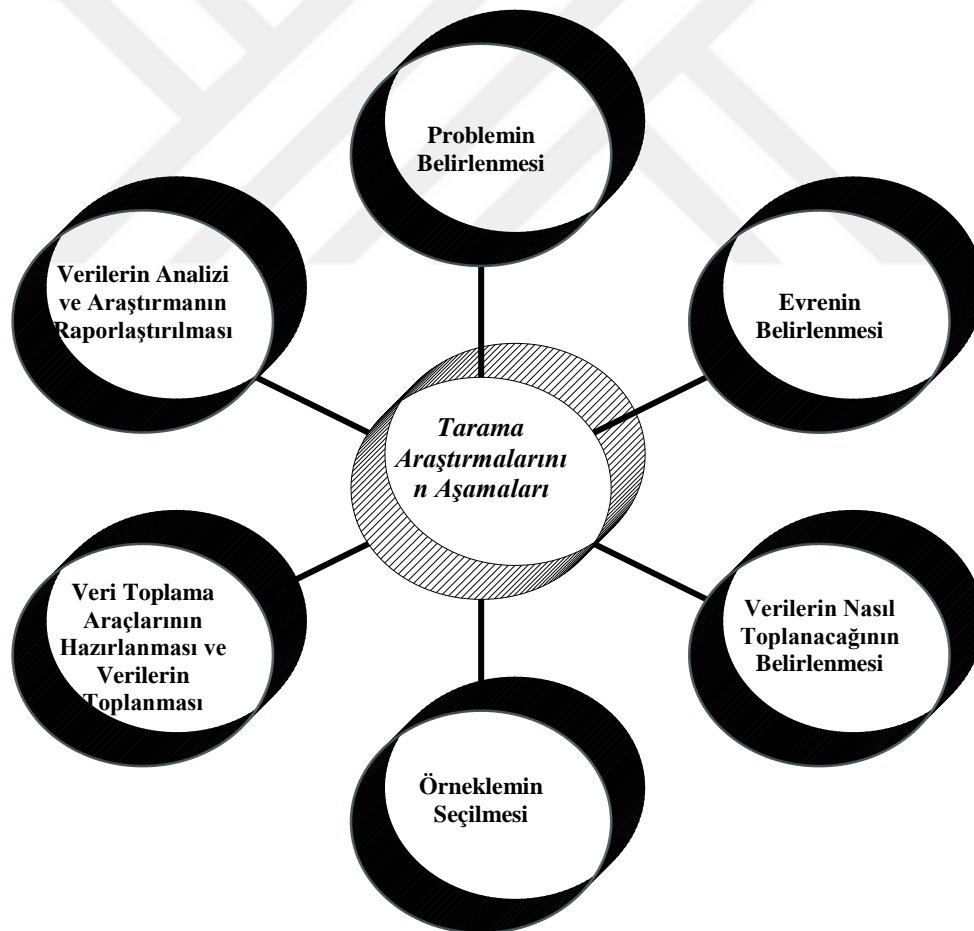 Problemin
Belirlenmesi
Evrenin
Belirlenmesi
Verilerin Nasıl
Toplanacağının
Belirlenmesi
Örneklemin
Seçilmesi
Veri Toplama
Araçlarının
Hazırlanması ve
Verilerin
Toplanması
Verilerin Analizi
ve Araştırmanın
Raporlaştırılması
Tarama
Araştırmalarını
n Aşamaları